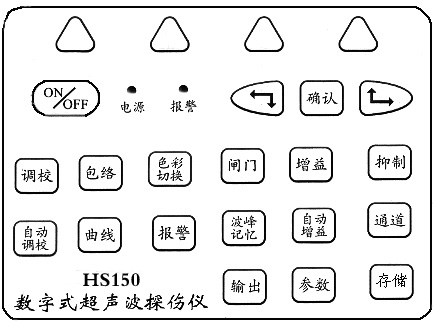 ON/OFF
电源
报警
确认
调校
包络
色彩
切换
闸门
增益
抑制
自动
调校
曲线
报警
波峰
记忆
自动
增益
通道
HS150
数字式超声波探伤仪
输出
参数
存储